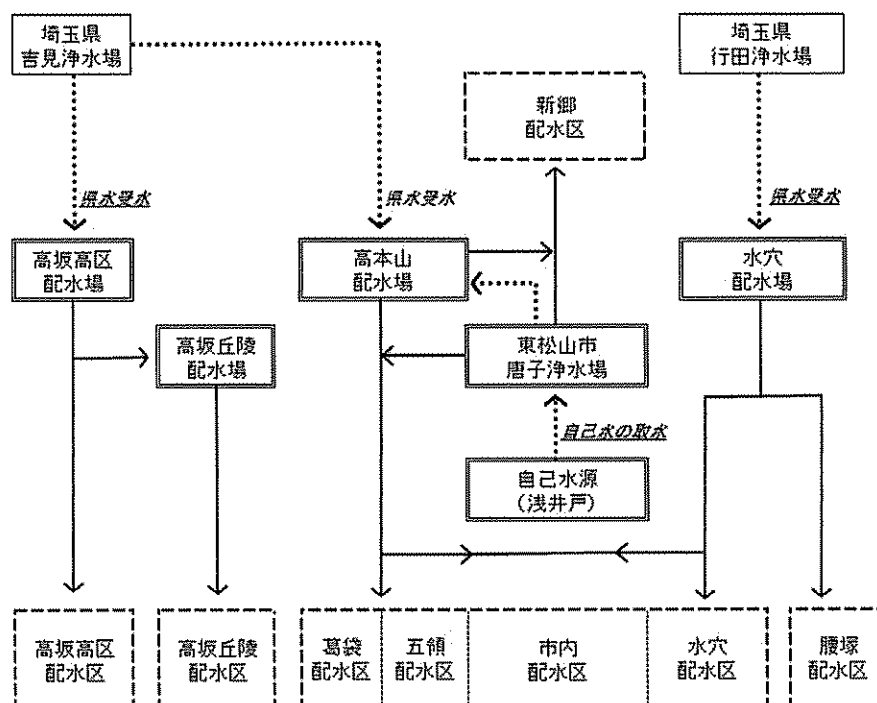 埼玉県
吉見浄水場
埼玉県
行田浄水場
新郷
配水区
県水受水
県水受水
県水受水
高坂高区
配水場
高本山
配水場
水穴
配水場
高坂丘陵
配水場
東松山市
唐子浄水場
自己水の取水
自己水源
(浅井戸)
高坂高区
配水区
高坂丘陵
配水区
葛袋
配水区
五領
配水区
市内
配水区
水穴
配水区
腰塚
配水区